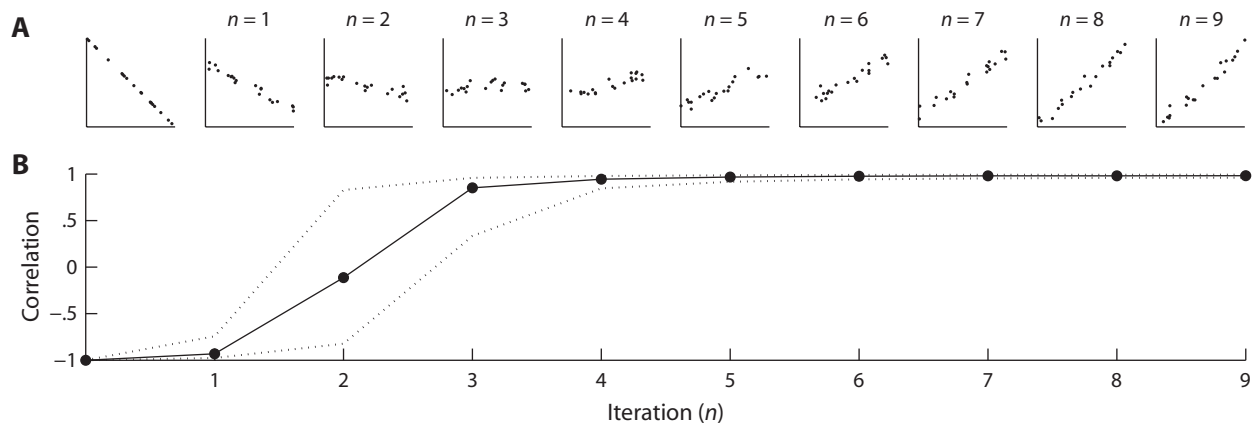 A
n = 1 n = 2 n = 3 n = 4 n = 5 n = 6 n = 7 n = 8 n = 9
B
Correlation
1
.5
0
−.5
−1
1 2 3 4 5 6 7 8 9
Iteration (n)